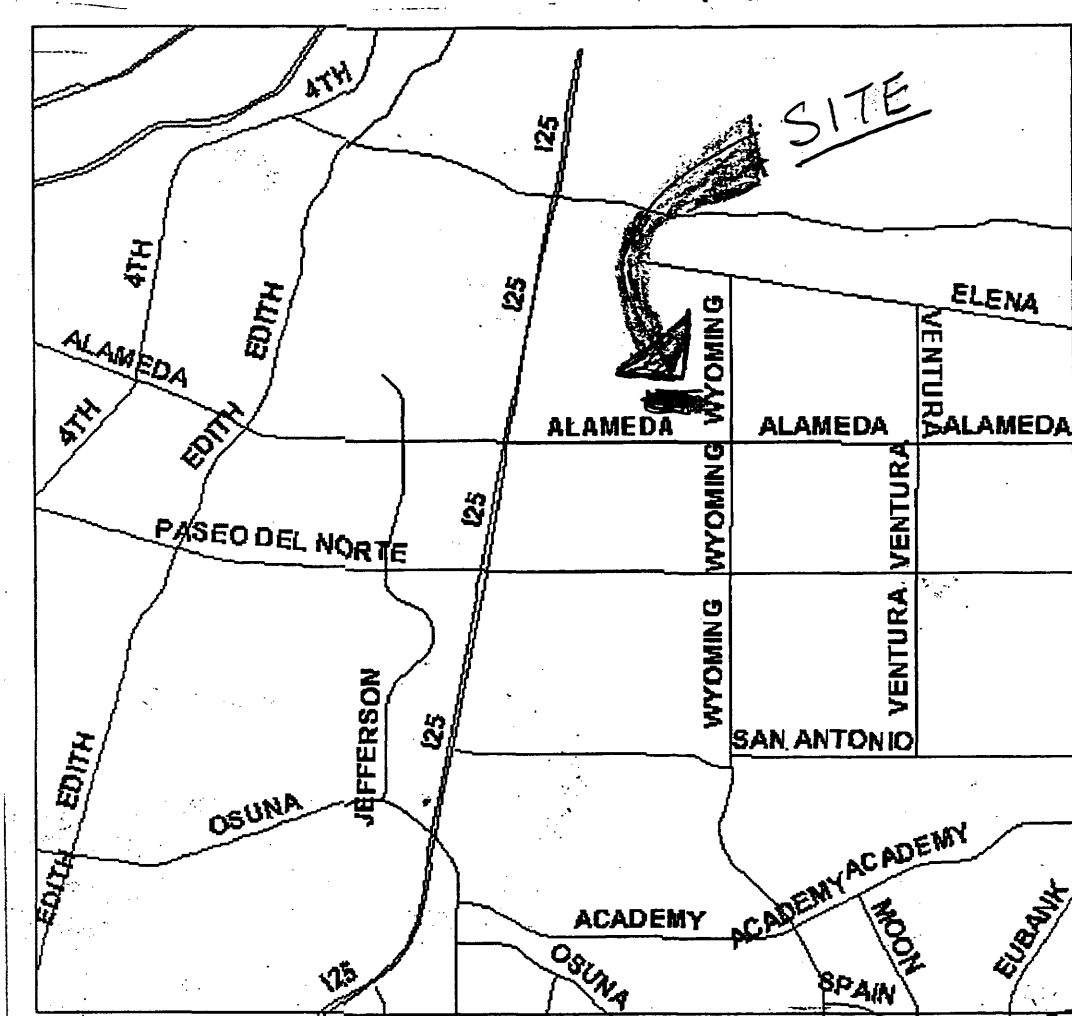 4TH
SITE
I25
4TH
I25
EDITH
ELENA
WYOMING
VENTURA
ALAMEDA
4TH
EDITH
ALAMEDA
ALAMEDA
ALAMEDA
WYOMING
VENTURA
I25
PASEO DEL NORTE
WYOMING
VENTURA
JEFFERSON
I25
SAN ANTONIO
EDITH
OSUNA
EDITH
ACADEMY
ACADEMY
ACADEMY
MOON
EUBANK
I25
OSUNA
SPAIN